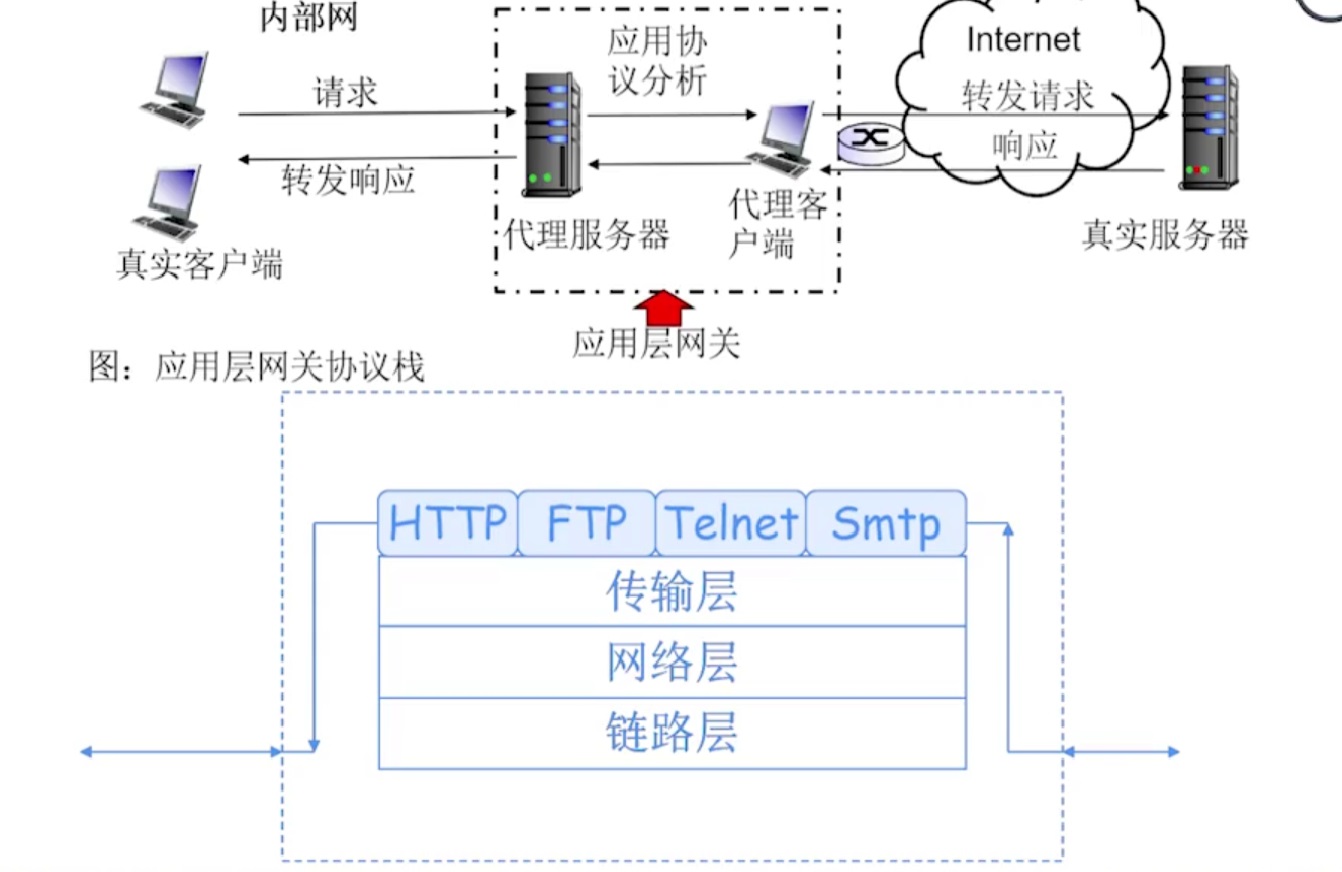 内部网
Internet
应用协
议分析
请求
转发请求
响应
转发响应
代理客
户端
代理服务器
真实服务器
真实客户端
应用层网关
图：应用层网关协议栈
HTTP FTP Telnet Smtp
传输层
网络层
链路层